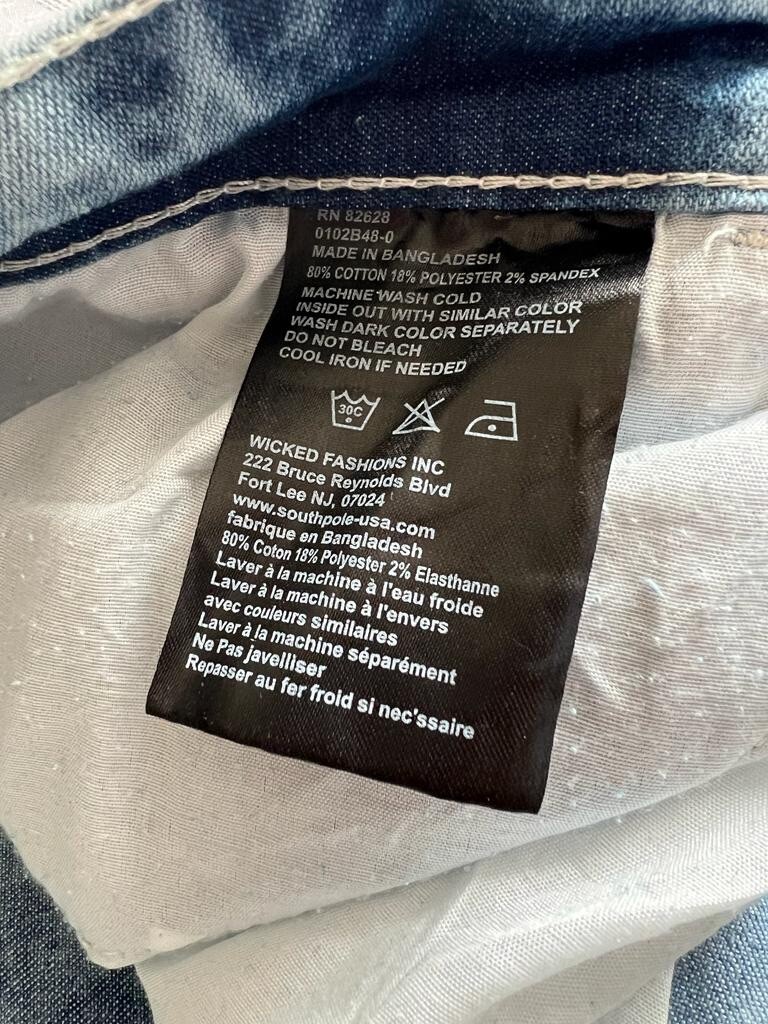 RN 82628
0102B48-0
MADE IN BANGLADESH
80% COTTON 18% POLYESTER 2% SPANDEX
MACHINE WASH COLD
INSIDE OUT WITH SIMILAR COLOR
WASH DARK COLOR SEPARATELY
DO NOT BLEACH
COOL IRON IF NEEDED
30C
WICKED FASHIONS INC
222 Bruce Reynolds Blvd
Fort Lee NJ, 07024
www.southpole-usa.com
fabrique en Bangladesh
80% Coton 18% Polyester 2% Elasthanne
Laver à la machine à l'eau froide
Laver à la machine à l'envers
avec couleurs similaires
Laver à la machine séparément
Ne Pas javelliser
Repasser au fer froid si nec'ssaire